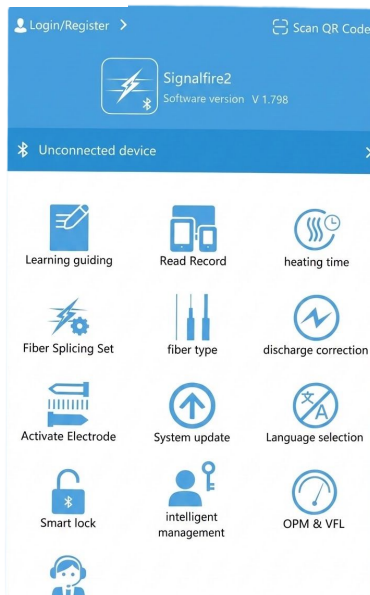 Login/Register >
Scan QR Code
Signalfire2
Software version V 1.798
Unconnected device >
Learning guiding
Read Record
heating time
Fiber Splicing Set
fiber type
discharge correction
Activate Electrode
System update
Language selection
Smart lock
intelligent
management
OPM & VFL